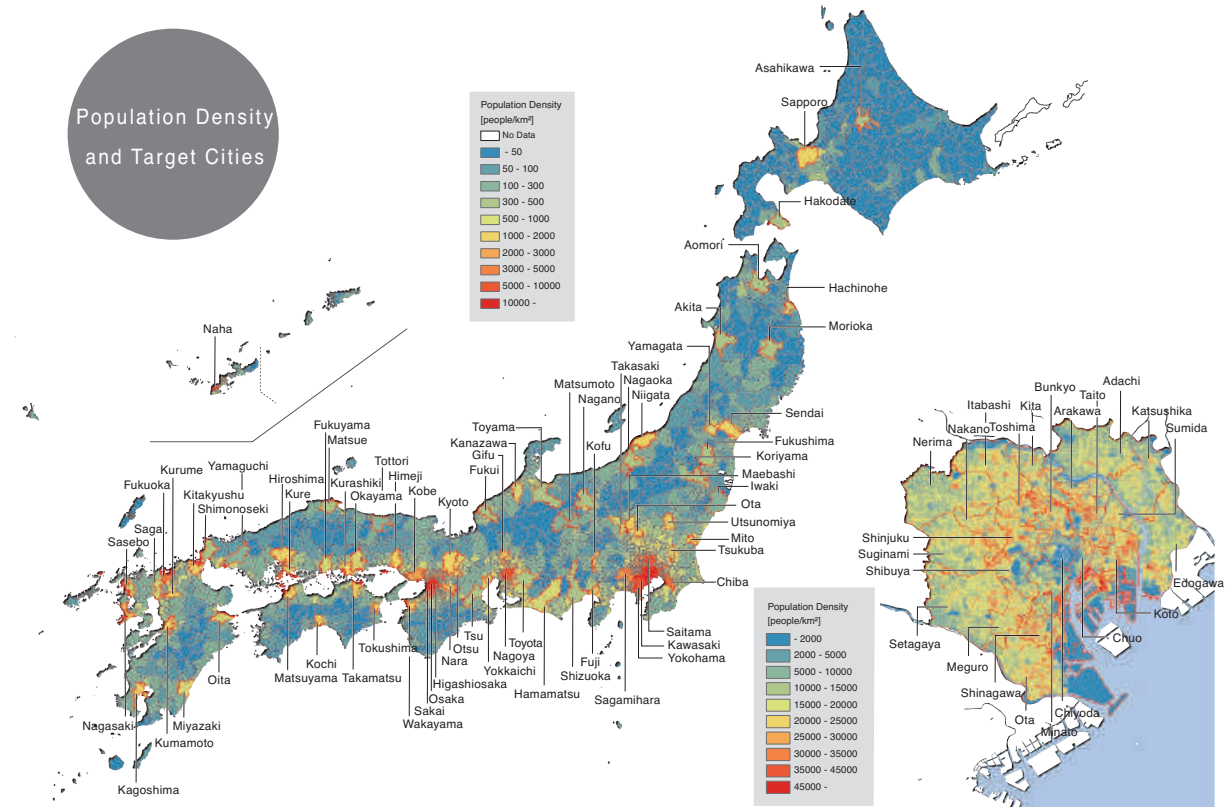 Population Density
and Target Cities
Population Density
[people/km²]
No Data
- 50
50 - 100
100 - 300
300 - 500
500 - 1000
1000 - 2000
2000 - 3000
3000 - 5000
5000 - 10000
10000 -
Asahikawa
Sapporo
Hakodate
Aomori
Hachinohe
Akita
Morioka
Yamagata
Takasaki
Nagaoka
Niigata
Matsumoto
Nagano
Sendai
Toyama
Kofu
Fukushima
Kanazawa
Koriyama
Gifu
Fukui
Maebashi
Iwaki
Ota
Utsunomiya
Mito
Tsukuba
Chiba
Naha
Fukuyama
Matsue
Yamaguchi
Tottori
Kurume
Hiroshima
Himeji
Fukuoka
Kurashiki
Kitakyushu
Kure
Okayama
Kobe
Kyoto
Shimonoseki
Saga
Sasebo
Saitama
Kawasaki
Yokohama
Tsu
Toyota
Otsu
Nagoya
Nara
Yokkaichi
Fuji
Shizuoka
Tokushima
Kochi
Matsuyama
Takamatsu
Higashiosaka
Hamamatsu
Osaka
Sagamihara
Sakai
Wakayama
Oita
Nagasaki
Miyazaki
Kumamoto
Kagoshima
Population Density
[people/km²]
- 2000
2000 - 5000
5000 - 10000
10000 - 15000
15000 - 20000
20000 - 25000
25000 - 30000
30000 - 35000
35000 - 45000
45000 -
Bunkyo
Adachi
Taito
Itabashi
Kita
Arakawa
Katsushika
Nakano
Toshima
Sumida
Nerima
Shinjuku
Suginami
Shibuya
Edogawa
Koto
Setagaya
Chuo
Meguro
Shinagawa
Ota
Chiyoda
Minato